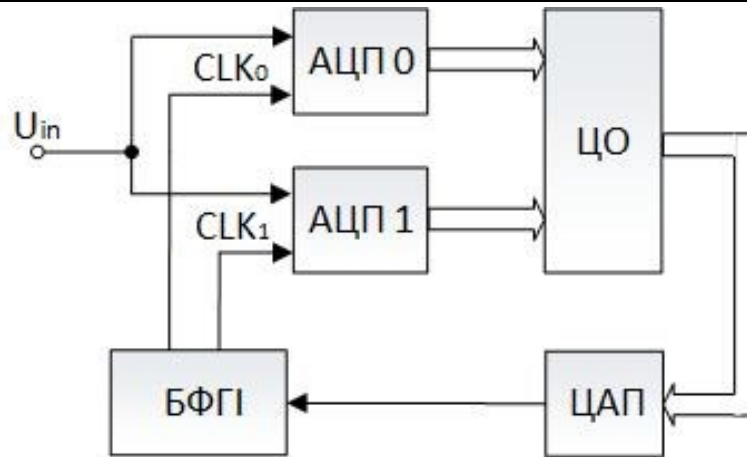 АЦП 0
CLK₀
Uin
ЦО
АЦП 1
CLK₁
БФГІ
ЦАП